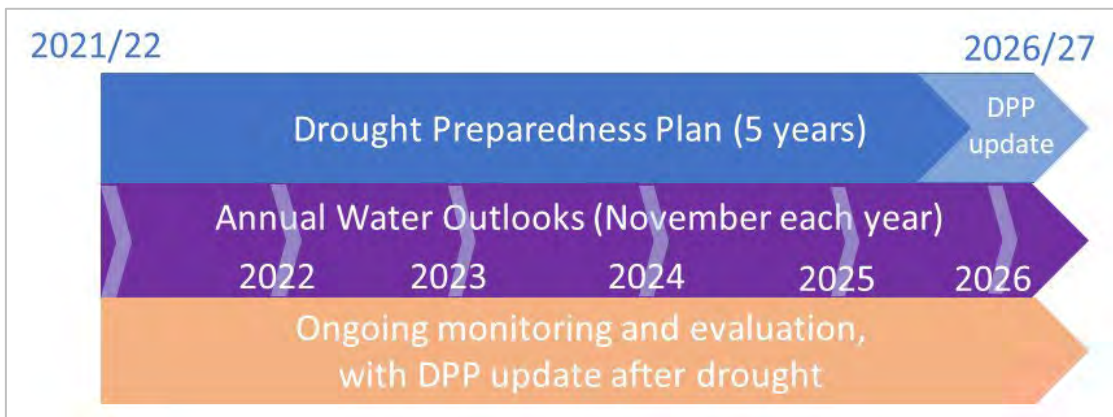 2021/22
2026/27
Drought Preparedness Plan (5 years)
DPP
update
Annual Water Outlooks (November each year)
2022
2023
2024
2025
2026
Ongoing monitoring and evaluation,
with DPP update after drought